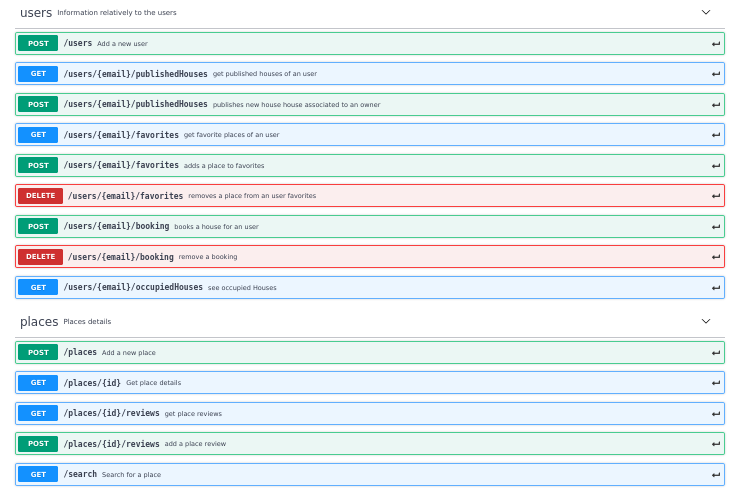 users Information relatively to the users
POST /users Add a new user
GET /users/{email}/publishedHouses get published houses of an user
POST /users/{email}/publishedHouses publishes new house house associated to an owner
GET /users/{email}/favorites get favorite places of an user
POST /users/{email}/favorites adds a place to favorites
DELETE /users/{email}/favorites removes a place from an user favorites
POST /users/{email}/booking books a house for an user
DELETE /users/{email}/booking remove a booking
GET /users/{email}/occupiedHouses see occupied Houses
places Places details
POST /places Add a new place
GET /places/{id} Get place details
GET /places/{id}/reviews get place reviews
POST /places/{id}/reviews add a place review
GET /search Search for a place